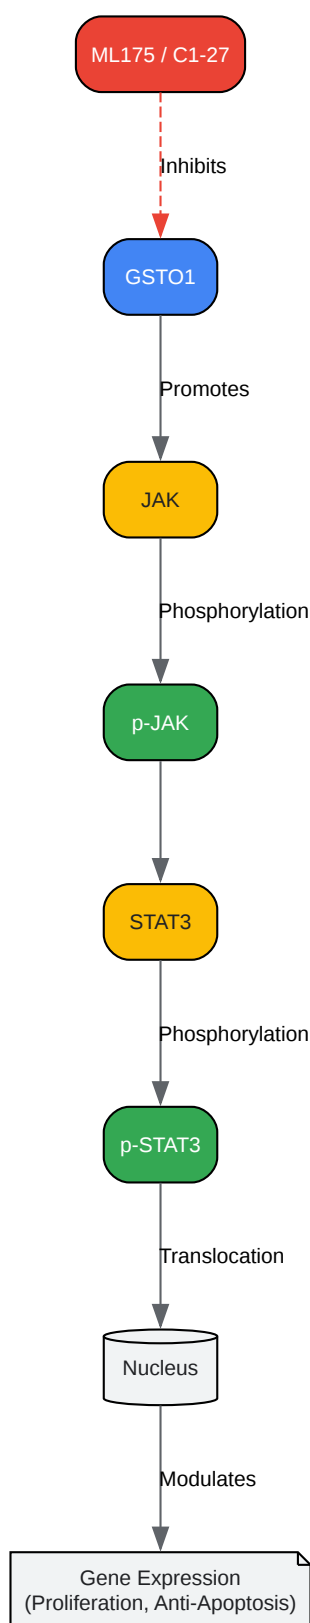 ML175 / C1-27
Inhibits
GSTO1
Promotes
JAK
Phosphorylation
p-JAK
STAT3
Phosphorylation
p-STAT3
Translocation
Nucleus
Modulates
Gene Expression
(Proliferation, Anti-Apoptosis)